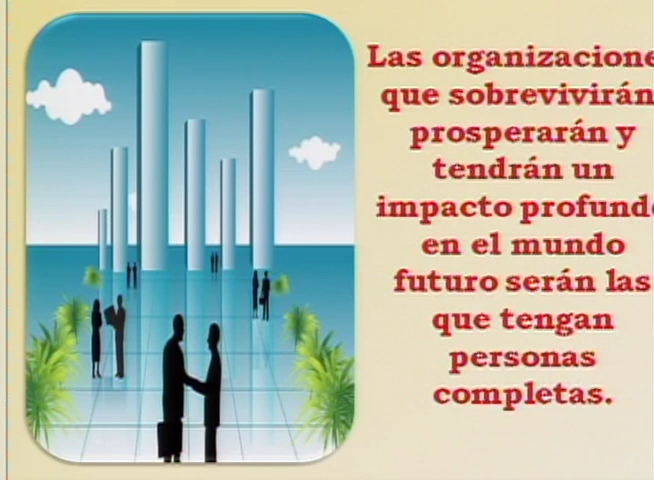 Las organizacione
que sobrevivirán
prosperarán y
tendrán un
impacto profund
en el mundo
futuro serán las
que tengan
personas
completas.